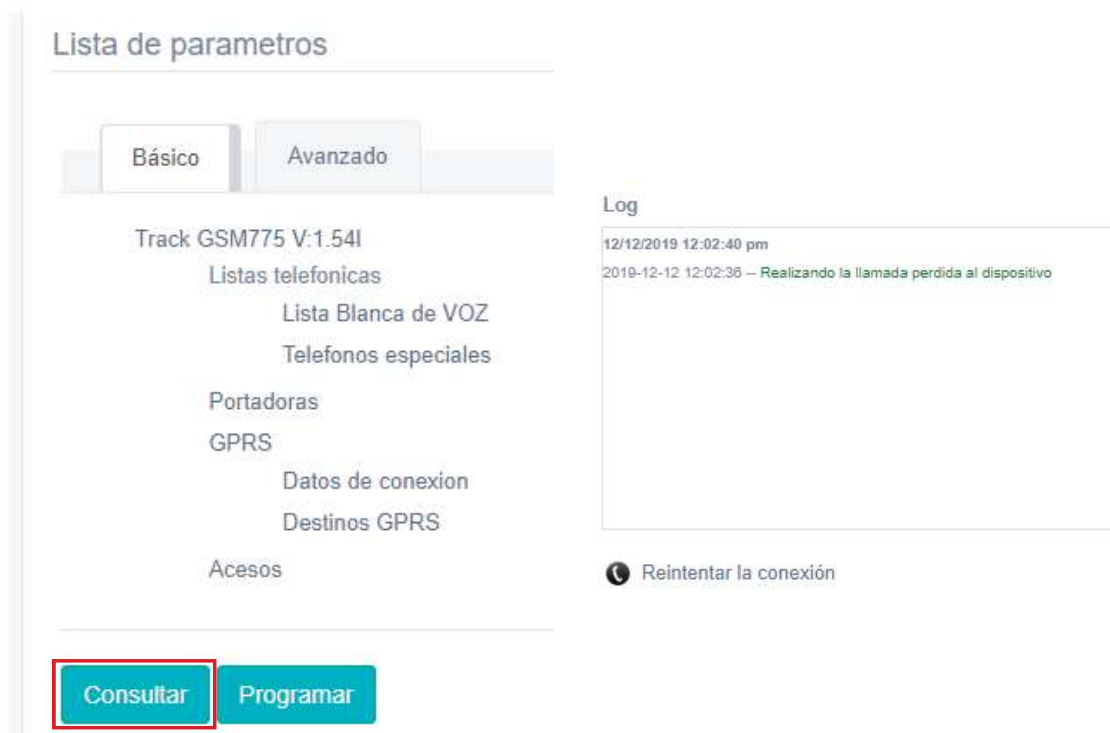 Lista de parametros
Básico
Avanzado
Track GSM775 V:1.54I
Listas telefonicas
Lista Blanca de VOZ
Telefonos especiales
Portadoras
GPRS
Datos de conexion
Destinos GPRS
Acesos
Consultar
Programar
Log
12/12/2019 12:02:40 pm
2019-12-12 12:02:36 -- Realizando la llamada perdida al dispositivo
Reintentar la conexión